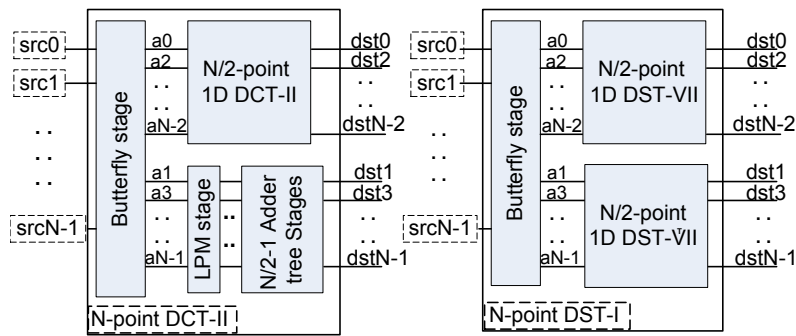 src0
src1
. .
. .
. .
srcN-1
Butterfly stage
a0
a2
. .
. .
aN-2
N/2-point
1D DCT-II
dst0
dst2
. .
. .
dstN-2
a1
a3
. .
. .
aN-1
LPM stage
. .
. .
N/2-1 Adder
tree Stages
dst1
dst3
. .
. .
dstN-1
N-point DCT-II
src0
src1
. .
. .
. .
srcN-1
Butterfly stage
a0
a2
. .
. .
aN-2
N/2-point
1D DST-VII
dst0
dst2
. .
. .
dstN-2
a1
a3
. .
. .
aN-1
N/2-point
1D DST-VII
dst1
dst3
. .
. .
dstN-1
N-point DST-I